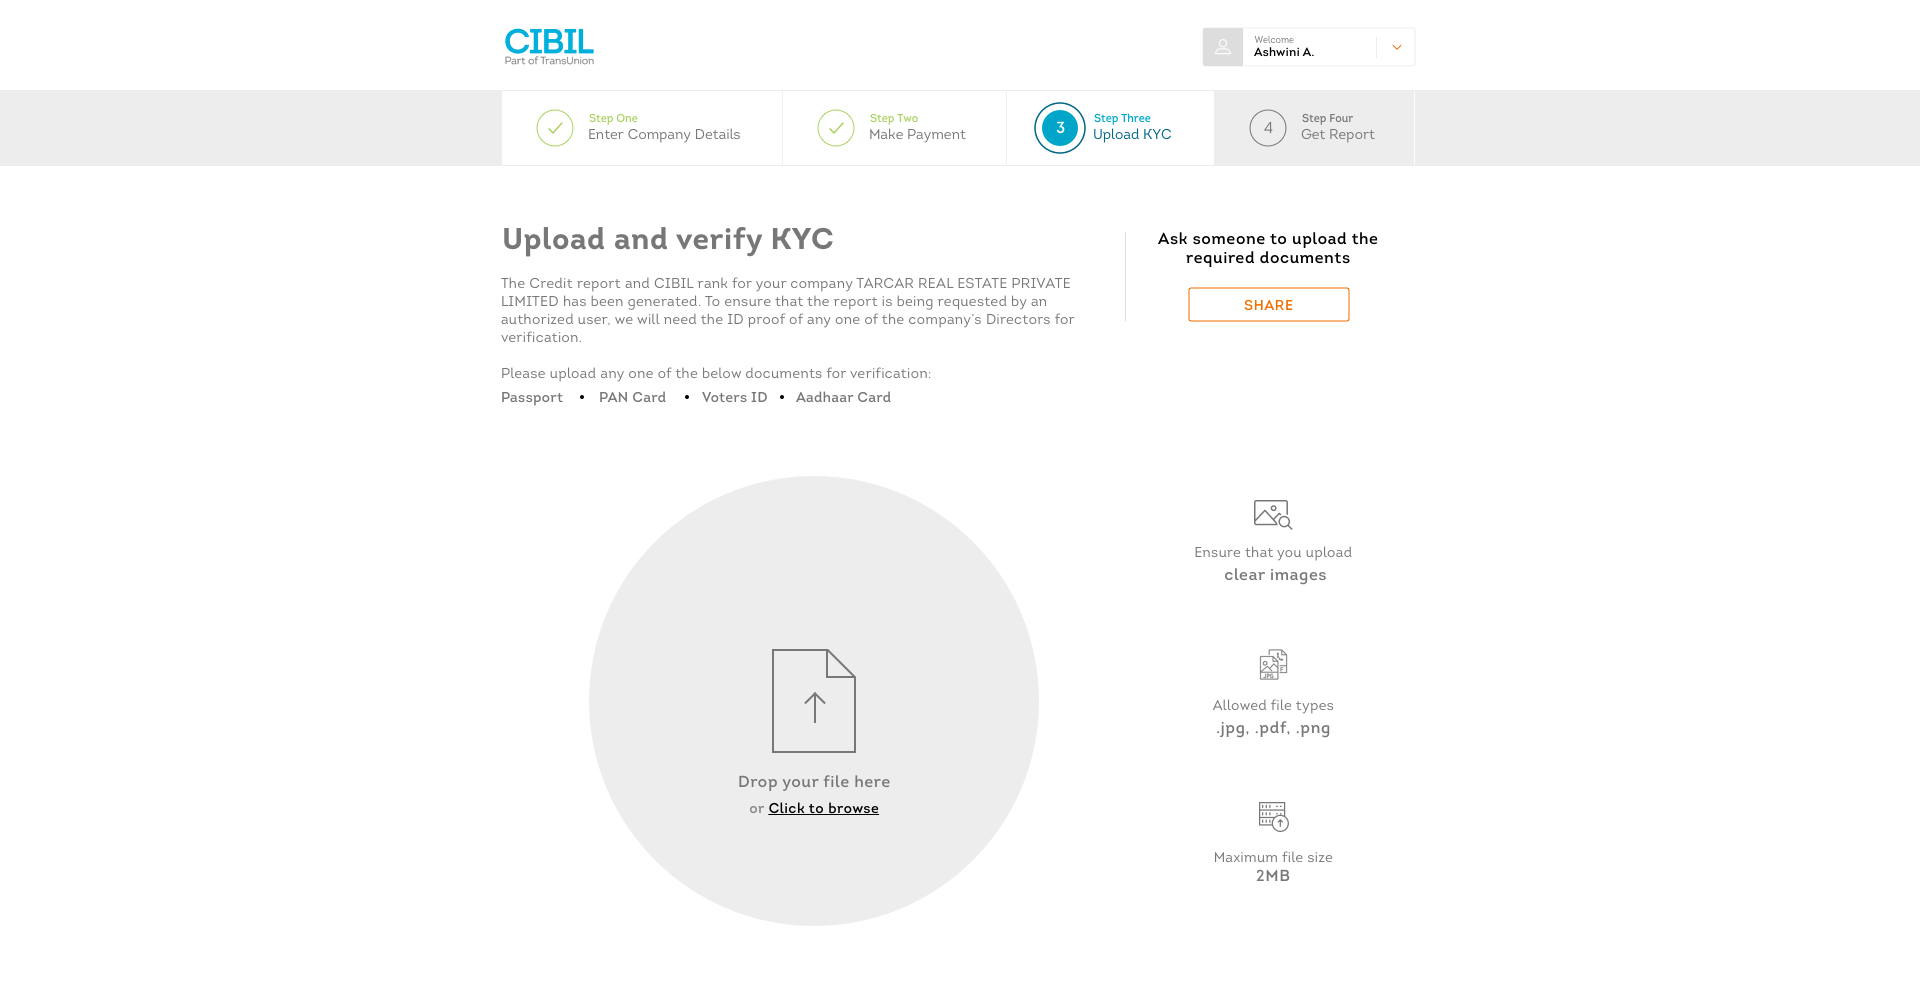 CIBIL
Part of TransUnion
Welcome
Ashwini A.
Step One
Enter Company Details
Step Two
Make Payment
3
Step Three
Upload KYC
4
Step Four
Get Report
Upload and verify KYC
The Credit report and CIBIL rank for your company TARCAR REAL ESTATE PRIVATE
LIMITED has been generated. To ensure that the report is being requested by an
authorized user, we will need the ID proof of any one of the company's Directors for
verification.
Please upload any one of the below documents for verification:
Passport • PAN Card • Voters ID • Aadhaar Card
Ask someone to upload the
required documents
SHARE
Drop your file here
or Click to browse
Ensure that you upload
clear images
JPG
Allowed file types
.jpg, .pdf, .png
Maximum file size
2MB